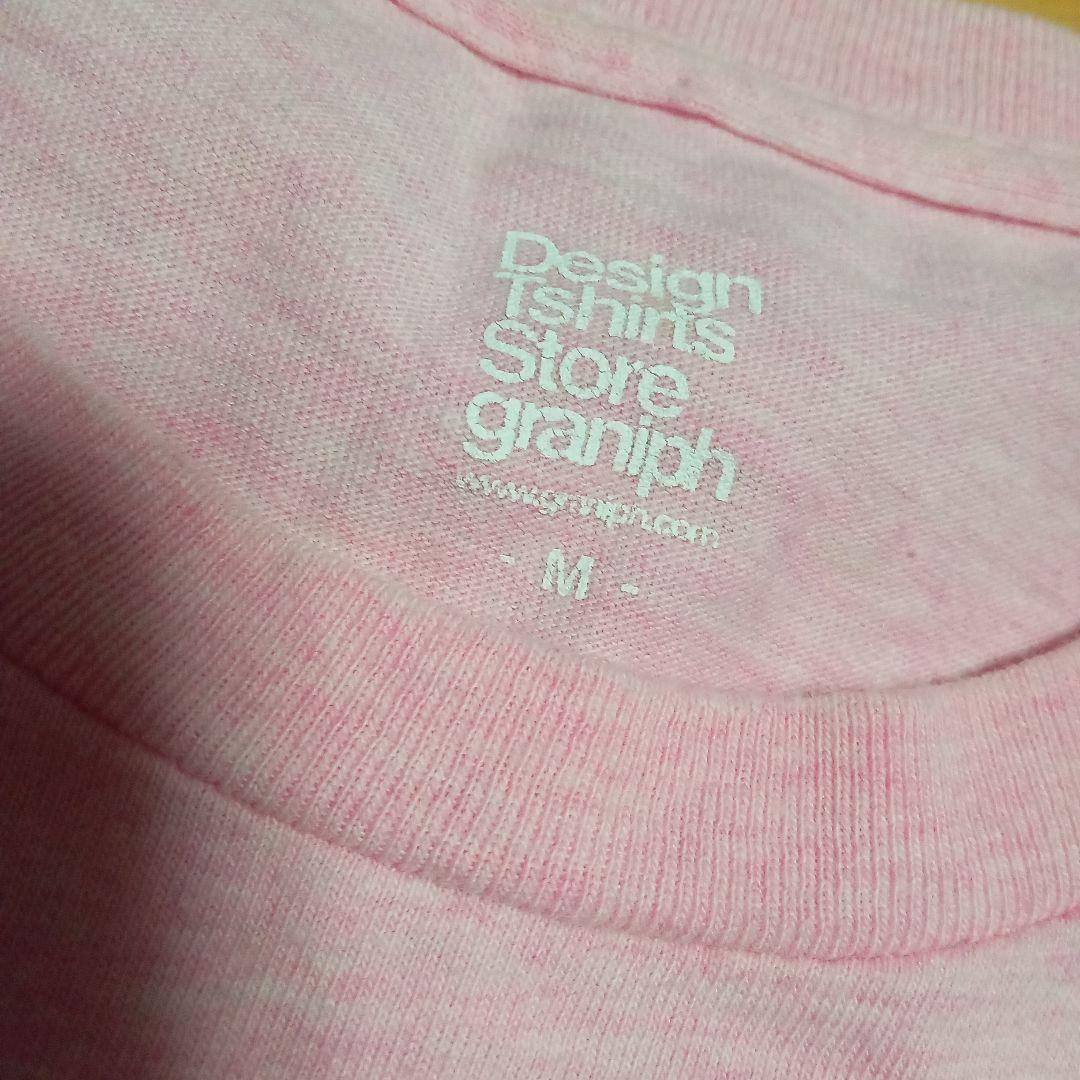 Design
Tshirts
Store
graniph
www.graniph.com
- M -